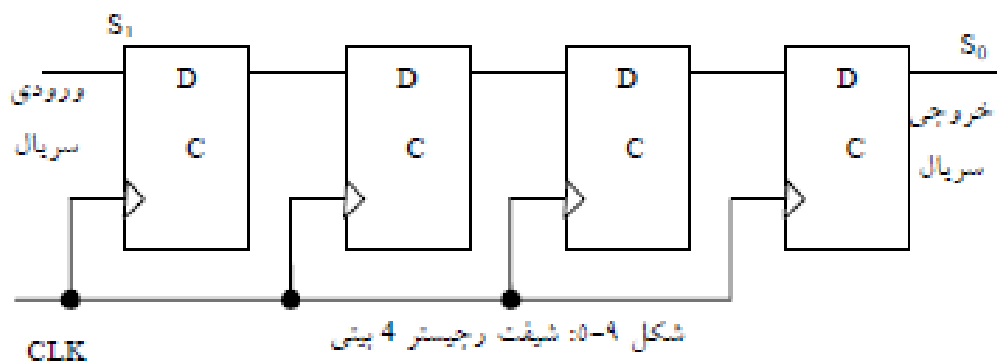 S₁
S₀
D D D D
ورودی
خروجی
C C C C
سریال
سریال
شکل ۹-۵: شیفت رجیستر 4 بیتی
CLK